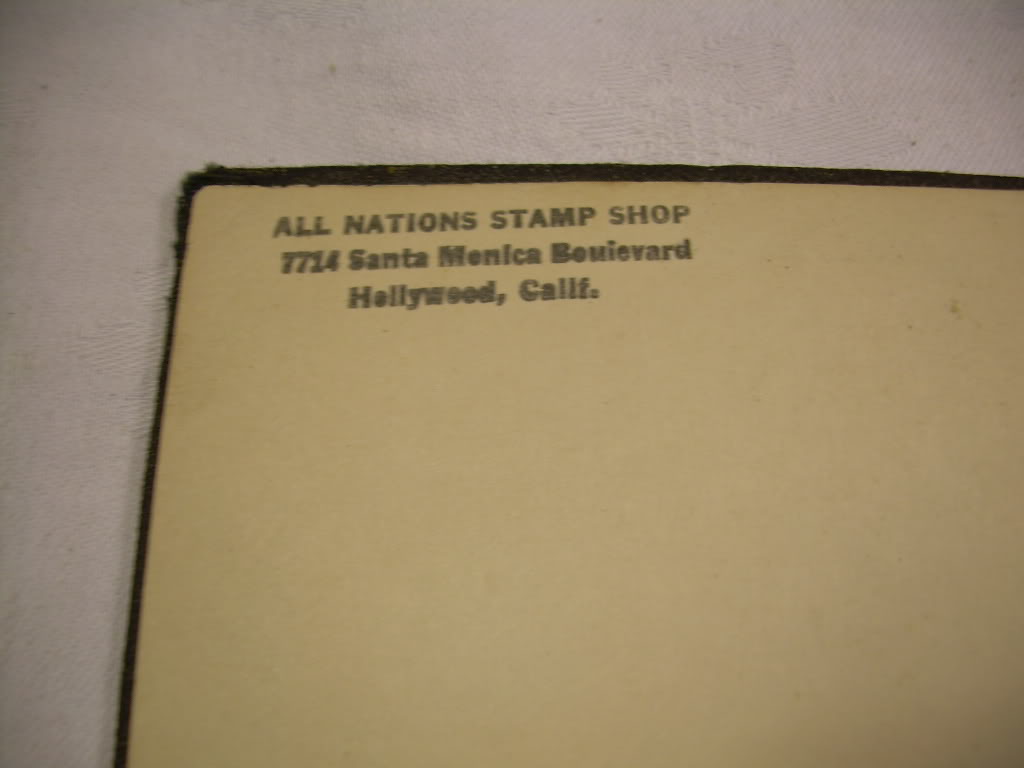 ALL NATIONS STAMP SHOP
7714 Santa Monica Boulevard
Hollywood, Calif.